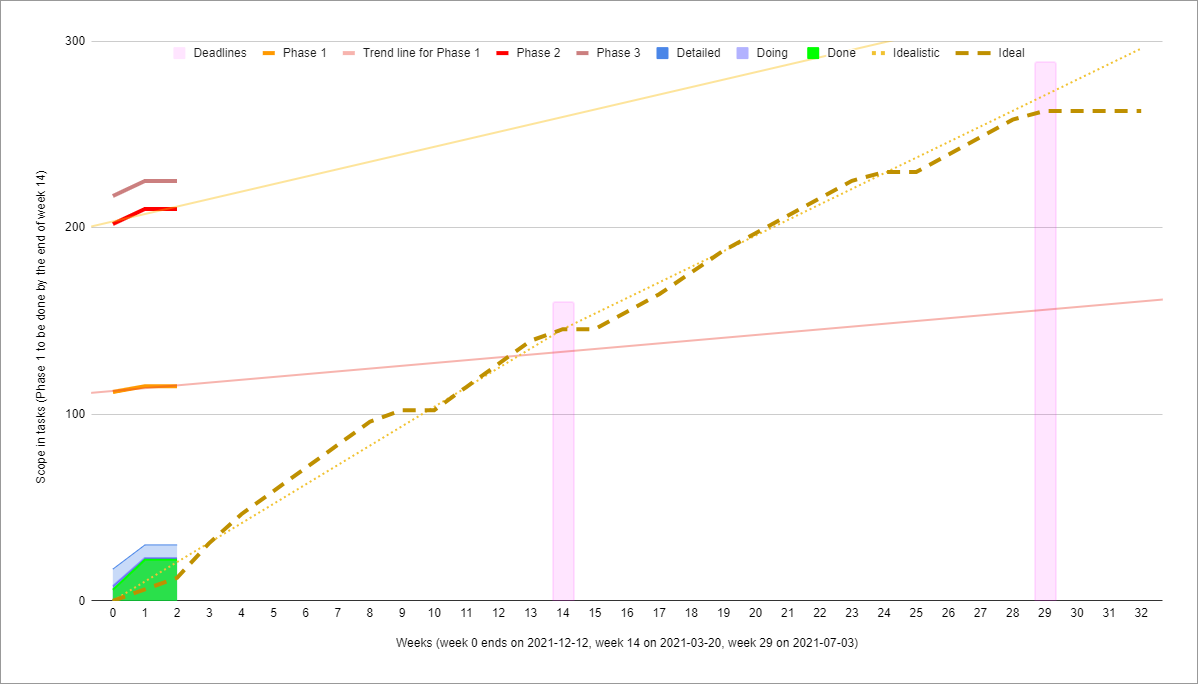 300
Deadlines Phase 1 Trend line for Phase 1 Phase 2 Phase 3 Detailed Doing Done Idealistic Ideal
200
100
0
Scope in tasks (Phase 1 to be done by the end of week 14)
0 1 2 3 4 5 6 7 8 9 10 11 12 13 14 15 16 17 18 19 20 21 22 23 24 25 26 27 28 29 30 31 32
Weeks (week 0 ends on 2021-12-12, week 14 on 2021-03-20, week 29 on 2021-07-03)